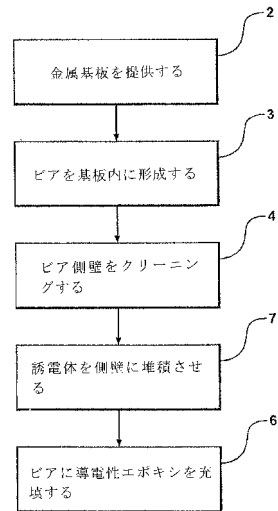 2
金属基板を提供する
3
ビアを基板内に形成する
4
ビア側壁をクリーニン
グする
7
誘電体を側壁に堆積させ
る
6
ビアに導電性エポキシを充
填する